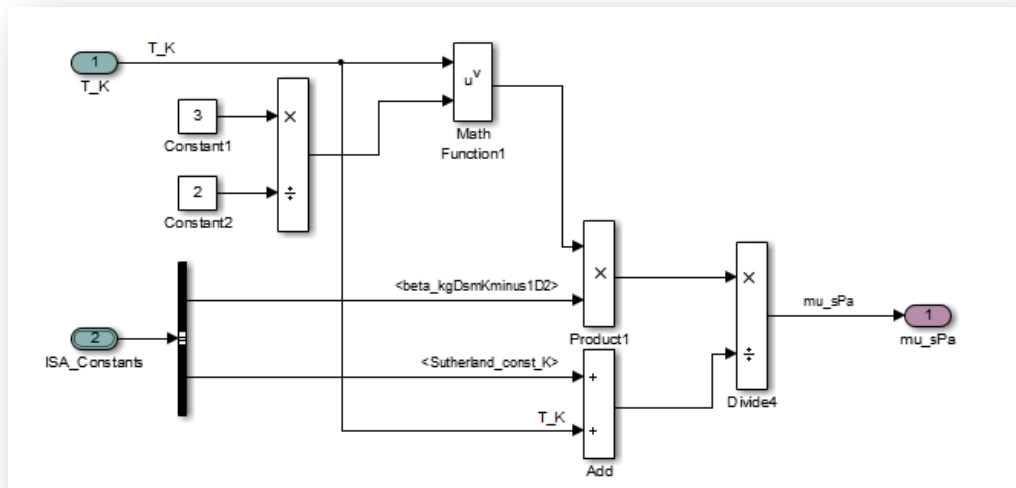 T_K
1
T_K
u^v
Math
Function1
3
×
Constant1
2
÷
Constant2
<beta_kgDsmKminus1D2>
×
Product1
×
mu_sPa
1
mu_sPa
2
ISA_Constants
<Sutherland_const_K>
+
÷
Divide4
T_K
+
Add